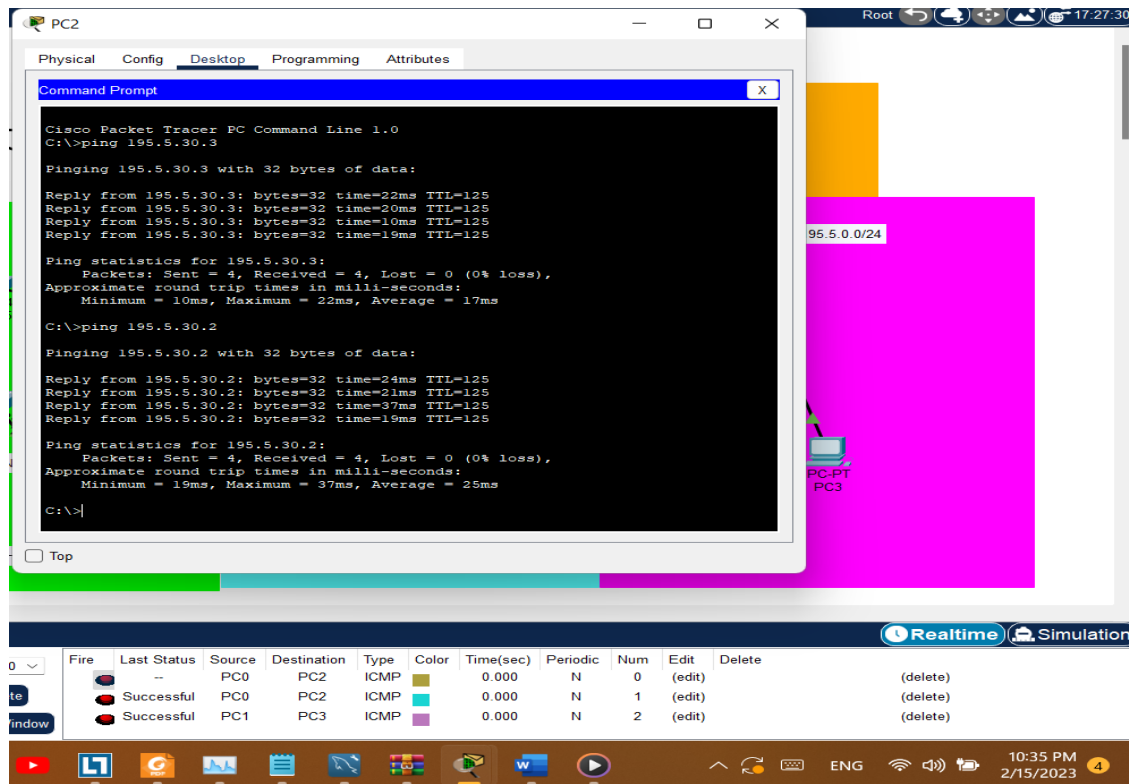 PC2
Root
17:27:30
Physical Config Desktop Programming Attributes
Command Prompt
X
Cisco Packet Tracer PC Command Line 1.0
C:\>ping 195.5.30.3
Pinging 195.5.30.3 with 32 bytes of data:
Reply from 195.5.30.3: bytes=32 time=22ms TTL=125
Reply from 195.5.30.3: bytes=32 time=20ms TTL=125
Reply from 195.5.30.3: bytes=32 time=10ms TTL=125
Reply from 195.5.30.3: bytes=32 time=19ms TTL=125
Ping statistics for 195.5.30.3:
Packets: Sent = 4, Received = 4, Lost = 0 (0% loss),
Approximate round trip times in milli-seconds:
Minimum = 10ms, Maximum = 22ms, Average = 17ms
C:\>ping 195.5.30.2
Pinging 195.5.30.2 with 32 bytes of data:
Reply from 195.5.30.2: bytes=32 time=24ms TTL=125
Reply from 195.5.30.2: bytes=32 time=21ms TTL=125
Reply from 195.5.30.2: bytes=32 time=37ms TTL=125
Reply from 195.5.30.2: bytes=32 time=19ms TTL=125
Ping statistics for 195.5.30.2:
Packets: Sent = 4, Received = 4, Lost = 0 (0% loss),
Approximate round trip times in milli-seconds:
Minimum = 19ms, Maximum = 37ms, Average = 25ms
C:\>
Top
95.5.0.0/24
PC-PT
PC3
Realtime Simulation
0
Fire Last Status Source Destination Type Color Time(sec) Periodic Num Edit Delete
-- PC0 PC2 ICMP 0.000 N 0 (edit) (delete)
te Successful PC0 PC2 ICMP 0.000 N 1 (edit) (delete)
indow Successful PC1 PC3 ICMP 0.000 N 2 (edit) (delete)
ENG
10:35 PM
2/15/2023
4